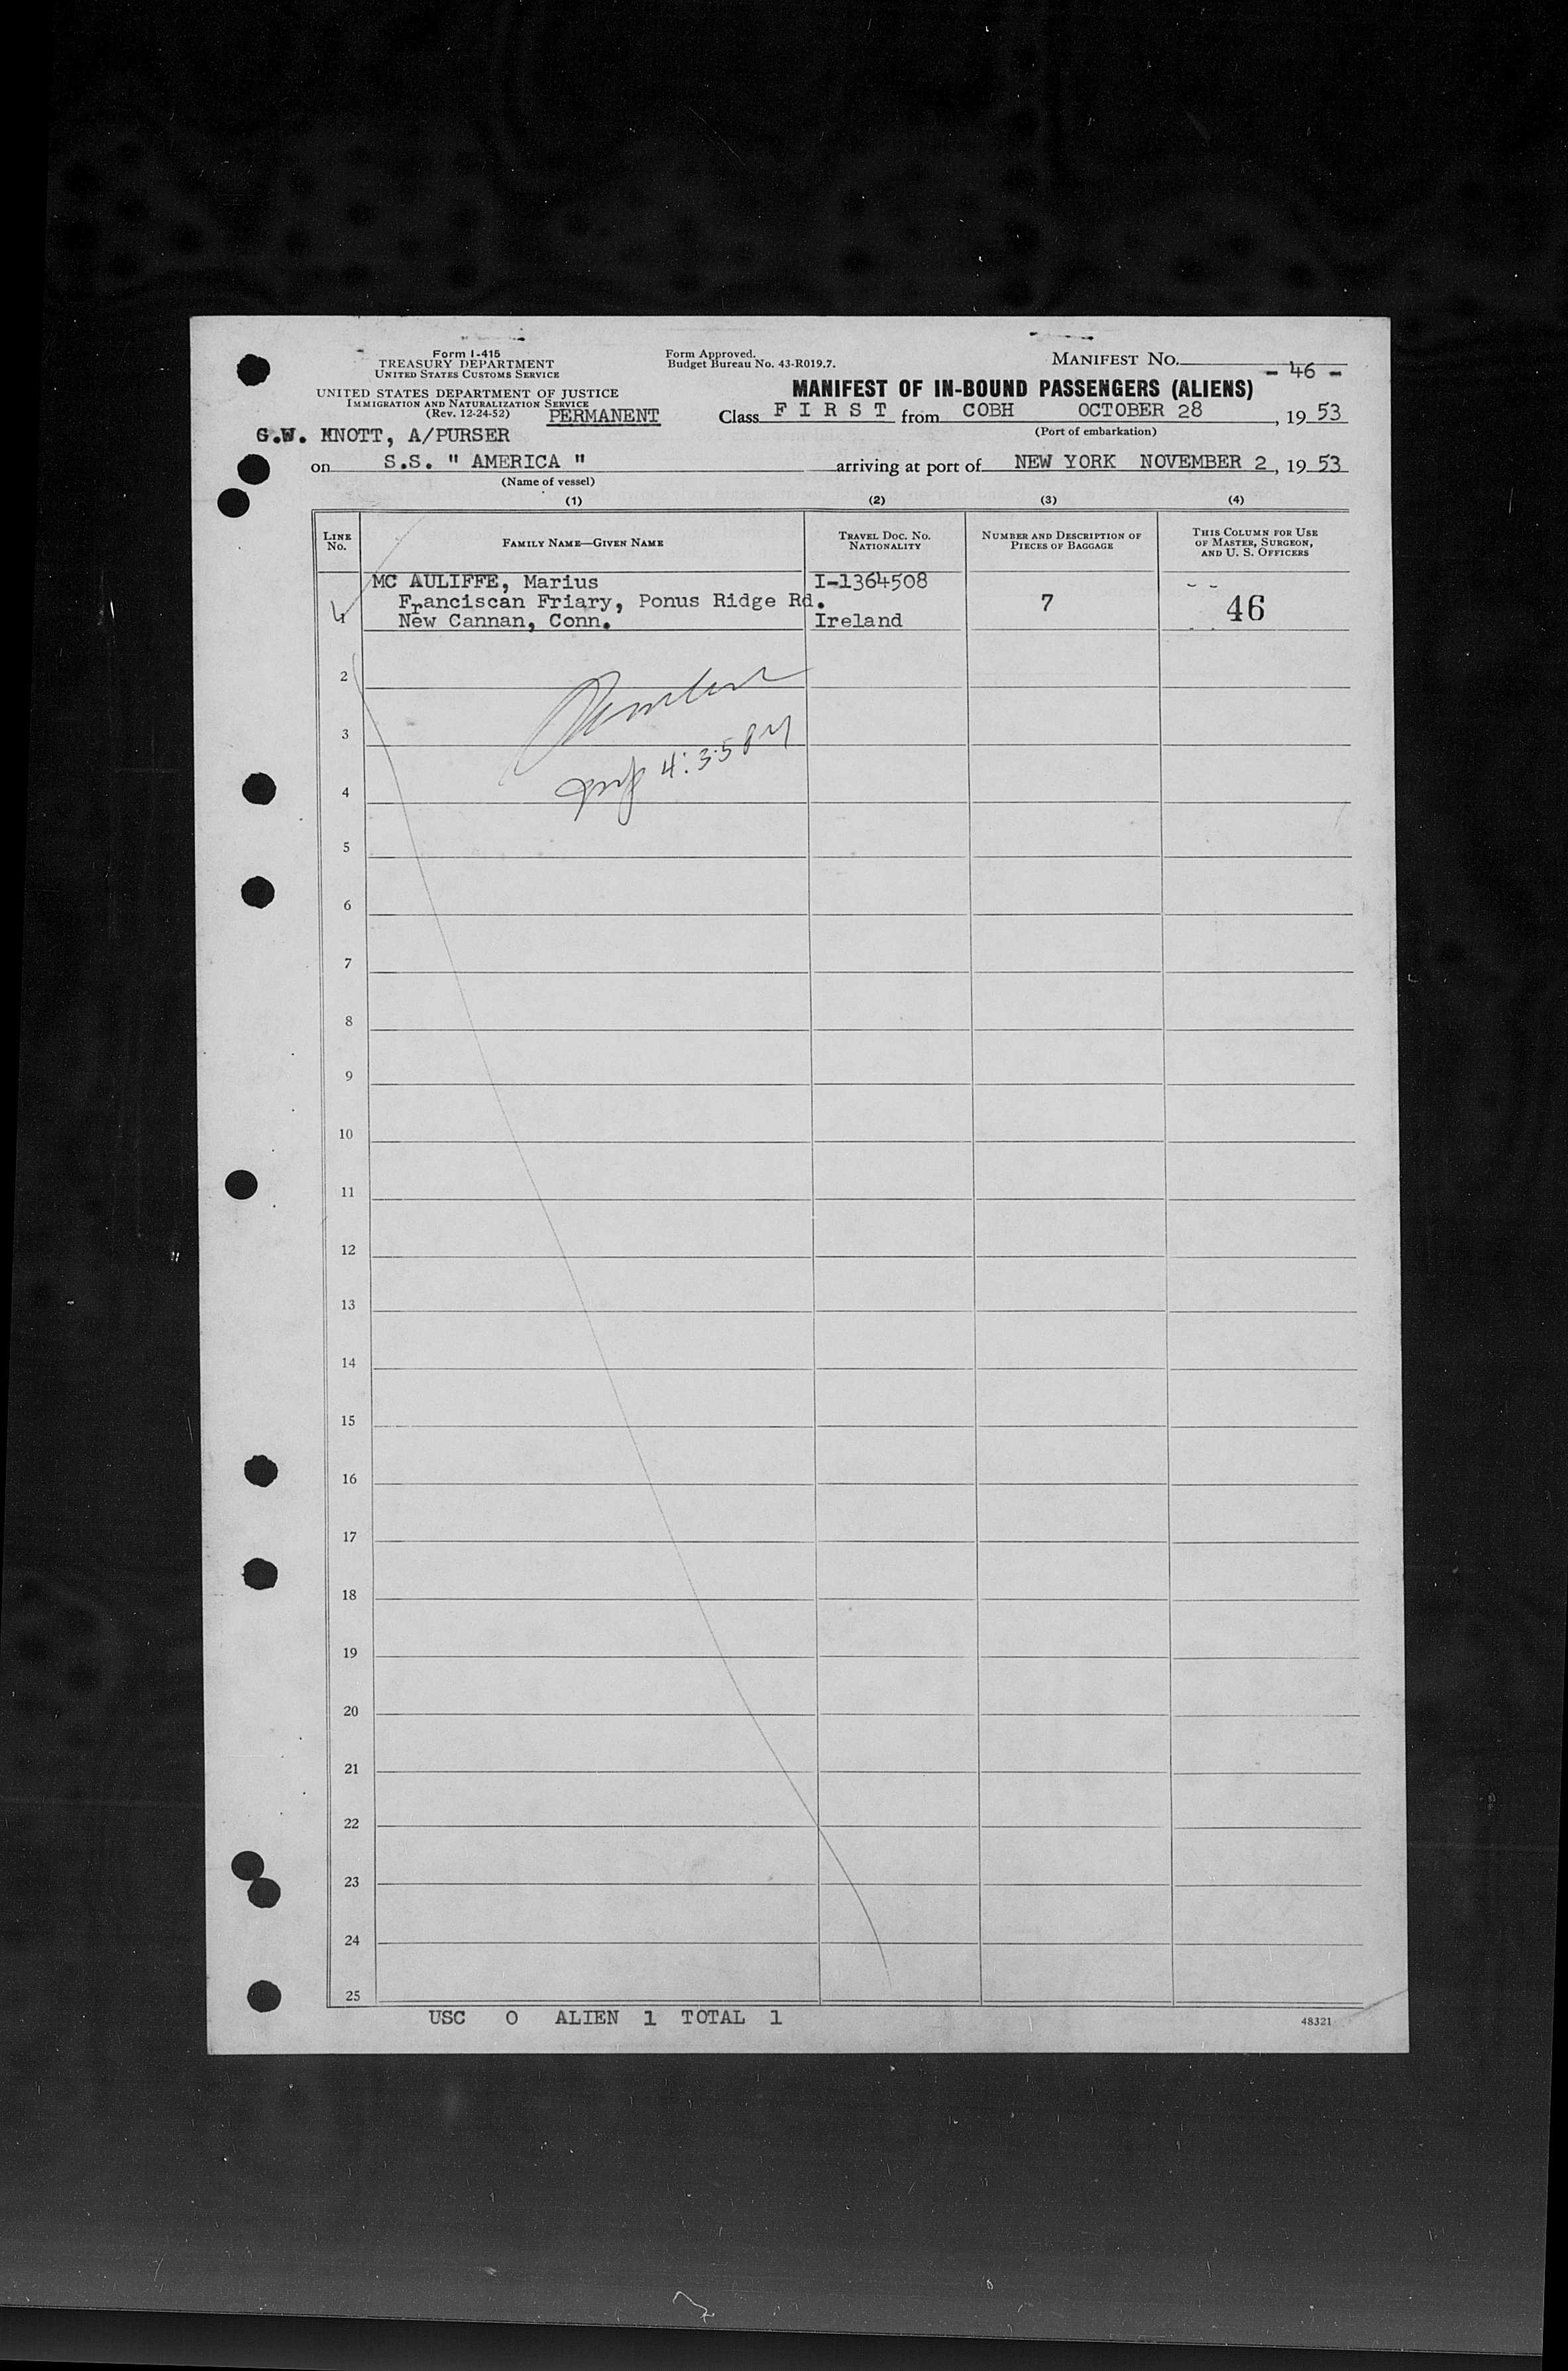 Form I-415
TREASURY DEPARTMENT
UNITED STATES CUSTOMS SERVICE
Form Approved.
Budget Bureau No. 43-R019.7.
MANIFEST NO. - 46 -
UNITED STATES DEPARTMENT OF JUSTICE
IMMIGRATION AND NATURALIZATION SERVICE
(Rev. 12-24-52) PERMANENT
MANIFEST OF IN-BOUND PASSENGERS (ALIENS)
Class F I R S T from COBH OCTOBER 28, 19 53
(Port of embarkation)
G.W. KNOTT, A/PURSER
on S.S. " AMERICA " arriving at port of NEW YORK NOVEMBER 2, 19 53
(Name of vessel)
(1) (2) (3) (4)
LINE No. FAMILY NAME—GIVEN NAME TRAVEL DOC. No. NATIONALITY NUMBER AND DESCRIPTION OF PIECES OF BAGGAGE THIS COLUMN FOR USE OF MASTER, SURGEON, AND U. S. OFFICERS
MC AULIFFE, Marius I-1364508
1 Franciscan Friary, Ponus Ridge Rd. 7 46
New Cannan, Conn. Ireland
2
3
4:35 PM
4
5
6
7
8
9
10
11
12
13
14
15
16
17
18
19
20
21
22
23
24
25
USC 0 ALIEN 1 TOTAL 1
48321